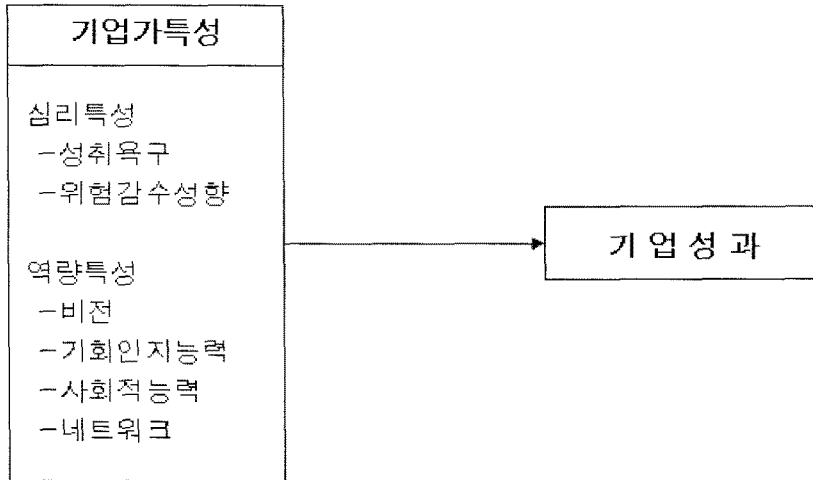 기업가특성
심리특성
-성취욕구
-위험감수성향
역량특성
-비전
-기회인지능력
-사회적능력
-네트워크
기 업 성 과